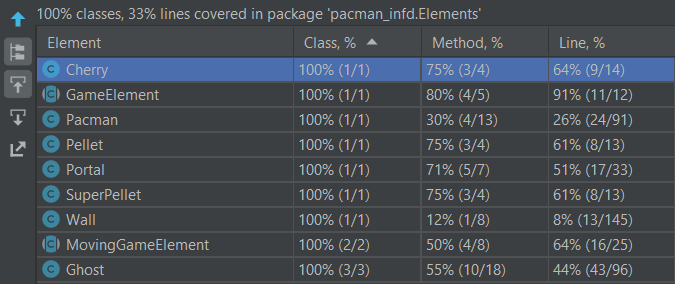 100% classes, 33% lines covered in package 'pacman_infd.Elements'
Element Class, % Method, % Line, %
C Cherry 100% (1/1) 75% (3/4) 64% (9/14)
C GameElement 100% (1/1) 80% (4/5) 91% (11/12)
C Pacman 100% (1/1) 30% (4/13) 26% (24/91)
C Pellet 100% (1/1) 75% (3/4) 61% (8/13)
C Portal 100% (1/1) 71% (5/7) 51% (17/33)
C SuperPellet 100% (1/1) 75% (3/4) 61% (8/13)
C Wall 100% (1/1) 12% (1/8) 8% (13/145)
C MovingGameElement 100% (2/2) 50% (4/8) 64% (16/25)
C Ghost 100% (3/3) 55% (10/18) 44% (43/96)